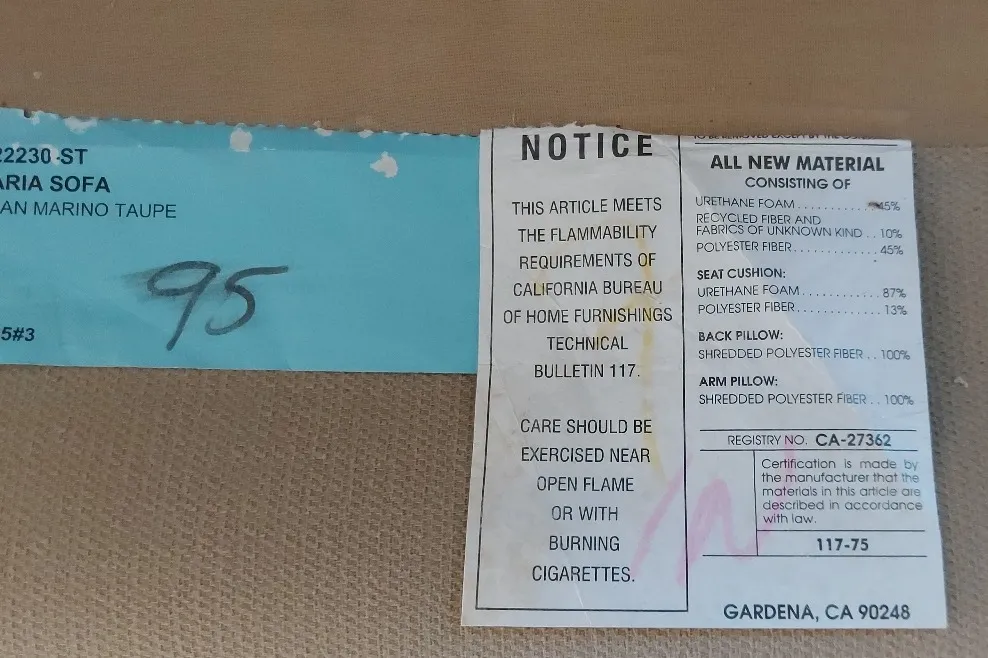 22230-ST
ARIA SOFA
AN MARINO TAUPE
95
5#3
NOTICE
THIS ARTICLE MEETS
THE FLAMMABILITY
REQUIREMENTS OF
CALIFORNIA BUREAU
OF HOME FURNISHINGS
TECHNICAL
BULLETIN 117.
CARE SHOULD BE
EXERCISED NEAR
OPEN FLAME
OR WITH
BURNING
CIGARETTES.
ALL NEW MATERIAL
CONSISTING OF
URETHANE FOAM..........45%
RECYCLED FIBER AND
FABRICS OF UNKNOWN KIND..10%
POLYESTER FIBER...........45%
SEAT CUSHION:
URETHANE FOAM..........87%
POLYESTER FIBER...........13%
BACK PILLOW:
SHREDDED POLYESTER FIBER..100%
ARM PILLOW:
SHREDDED POLYESTER FIBER..100%
REGISTRY NO. CA-27362
Certification is made by
the manufacturer that the
materials in this article are
described in accordance
with law.
117-75
GARDENA, CA 90248